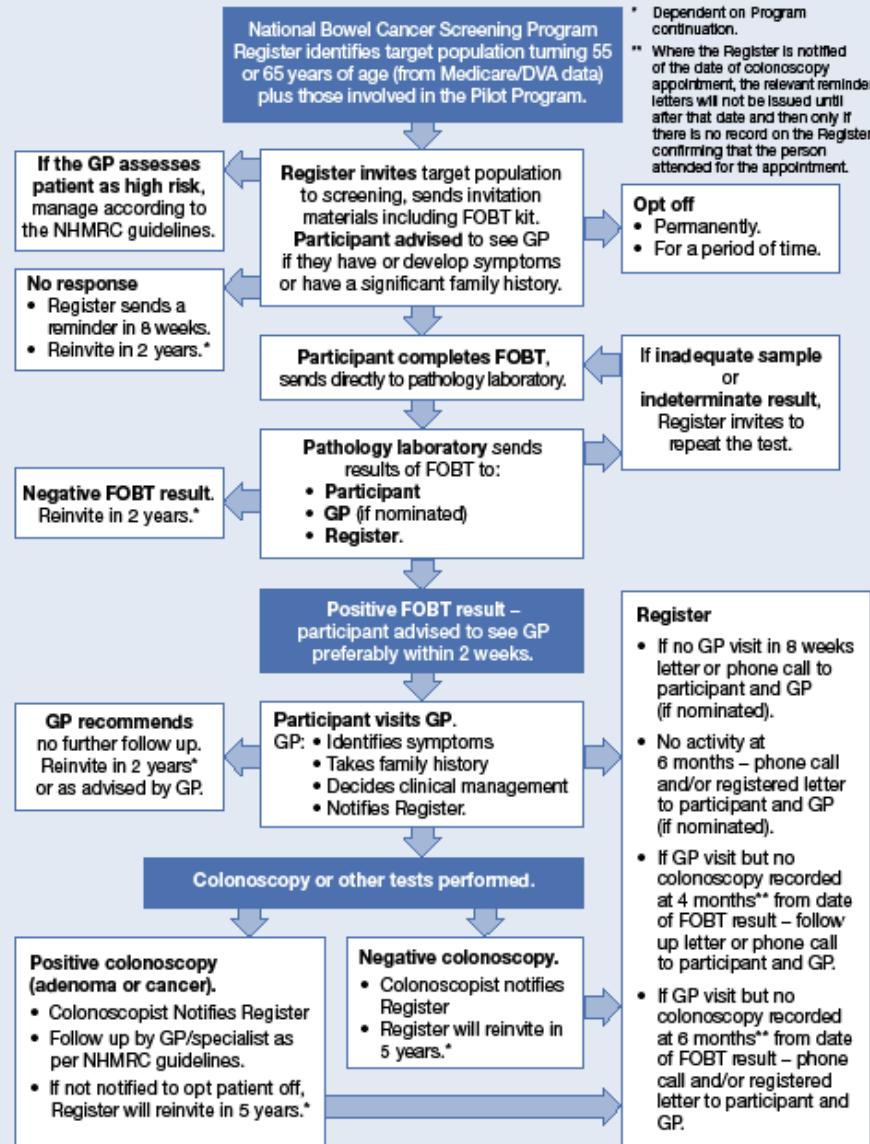 National Bowel Cancer Screening Program
Register identifies target population turning 55
or 65 years of age (from Medicare/DVA data)
plus those involved in the Pilot Program.
* Dependent on Program
continuation.
** Where the Register is notified
of the date of colonoscopy
appointment, the relevant reminder
letters will not be issued until
after that date and then only if
there is no record on the Register
confirming that the person
attended for the appointment.
If the GP assesses
patient as high risk,
manage according to
the NHMRC guidelines.
Register invites target population
to screening, sends invitation
materials including FOBT kit.
Participant advised to see GP
if they have or develop symptoms
or have a significant family history.
Opt off
• Permanently.
• For a period of time.
No response
• Register sends a
reminder in 8 weeks.
• Reinvite in 2 years.*
Participant completes FOBT,
sends directly to pathology laboratory.
If inadequate sample
or
indeterminate result,
Register invites to
repeat the test.
Pathology laboratory sends
results of FOBT to:
• Participant
• GP (if nominated)
• Register.
Negative FOBT result.
Reinvite in 2 years.*
Positive FOBT result –
participant advised to see GP
preferably within 2 weeks.
GP recommends
no further follow up.
Reinvite in 2 years*
or as advised by GP.
Participant visits GP.
GP: • Identifies symptoms
• Takes family history
• Decides clinical management
• Notifies Register.
Register
• If no GP visit in 8 weeks
letter or phone call to
participant and GP
(if nominated).
• No activity at
6 months – phone call
and/or registered letter
to participant and GP
(if nominated).
• If GP visit but no
colonoscopy recorded
at 4 months** from date
of FOBT result – follow
up letter or phone call
to participant and GP.
• If GP visit but no
colonoscopy recorded
at 6 months** from date
of FOBT result – phone
call and/or registered
letter to participant and
GP.
Colonoscopy or other tests performed.
Positive colonoscopy
(adenoma or cancer).
• Colonoscopist Notifies Register
• Follow up by GP/specialist as
per NHMRC guidelines.
• If not notified to opt patient off,
Register will reinvite in 5 years.*
Negative colonoscopy.
• Colonoscopist notifies
Register
• Register will reinvite in
5 years.*